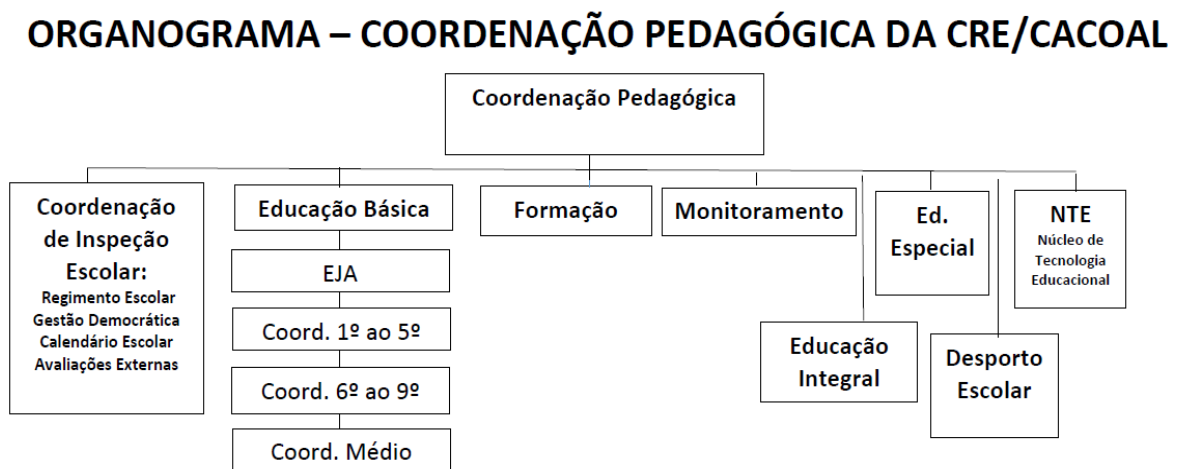 ORGANOGRAMA – COORDENAÇÃO PEDAGÓGICA DA CRE/CACOAL
Coordenação Pedagógica
Coordenação
de Inspeção
Escolar:
Regimento Escolar
Gestão Democrática
Calendário Escolar
Avaliações Externas
Educação Básica
EJA
Coord. 1º ao 5º
Coord. 6º ao 9º
Coord. Médio
Formação
Monitoramento
Educação
Integral
Ed.
Especial
Desporto
Escolar
NTE
Núcleo de
Tecnologia
Educacional